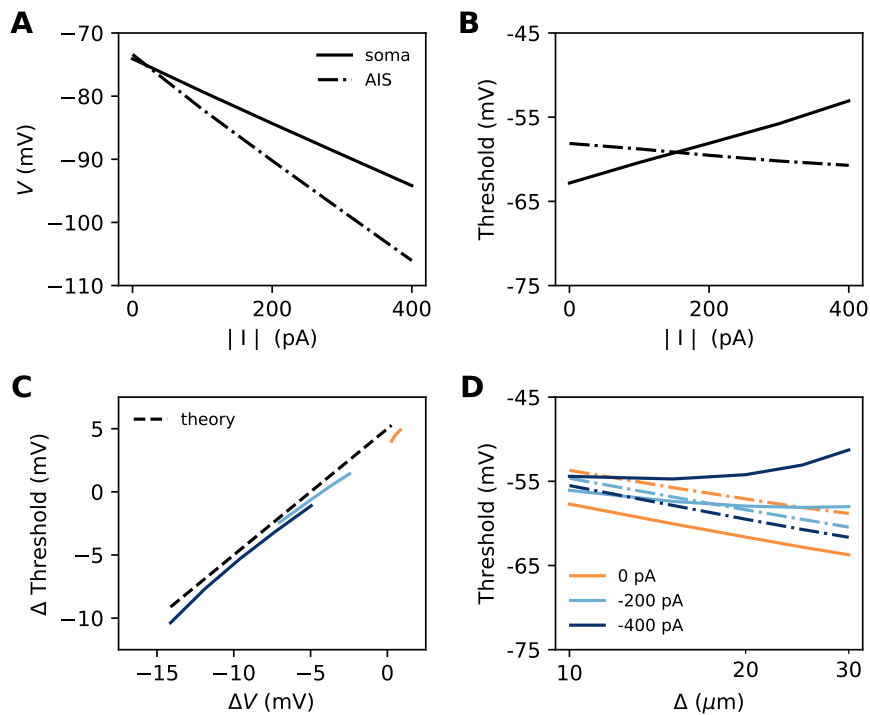 A
−70
−80
−90
−100
−110
V (mV)
soma
AIS
0
200
400
| I | (pA)
B
-45
-55
-65
-75
Threshold (mV)
0
200
400
| I | (pA)
C
5
0
−5
−10
Δ Threshold (mV)
theory
−15
−10
−5
0
ΔV (mV)
D
-45
-55
-65
-75
Threshold (mV)
0 pA
-200 pA
-400 pA
10
20
30
Δ (μm)